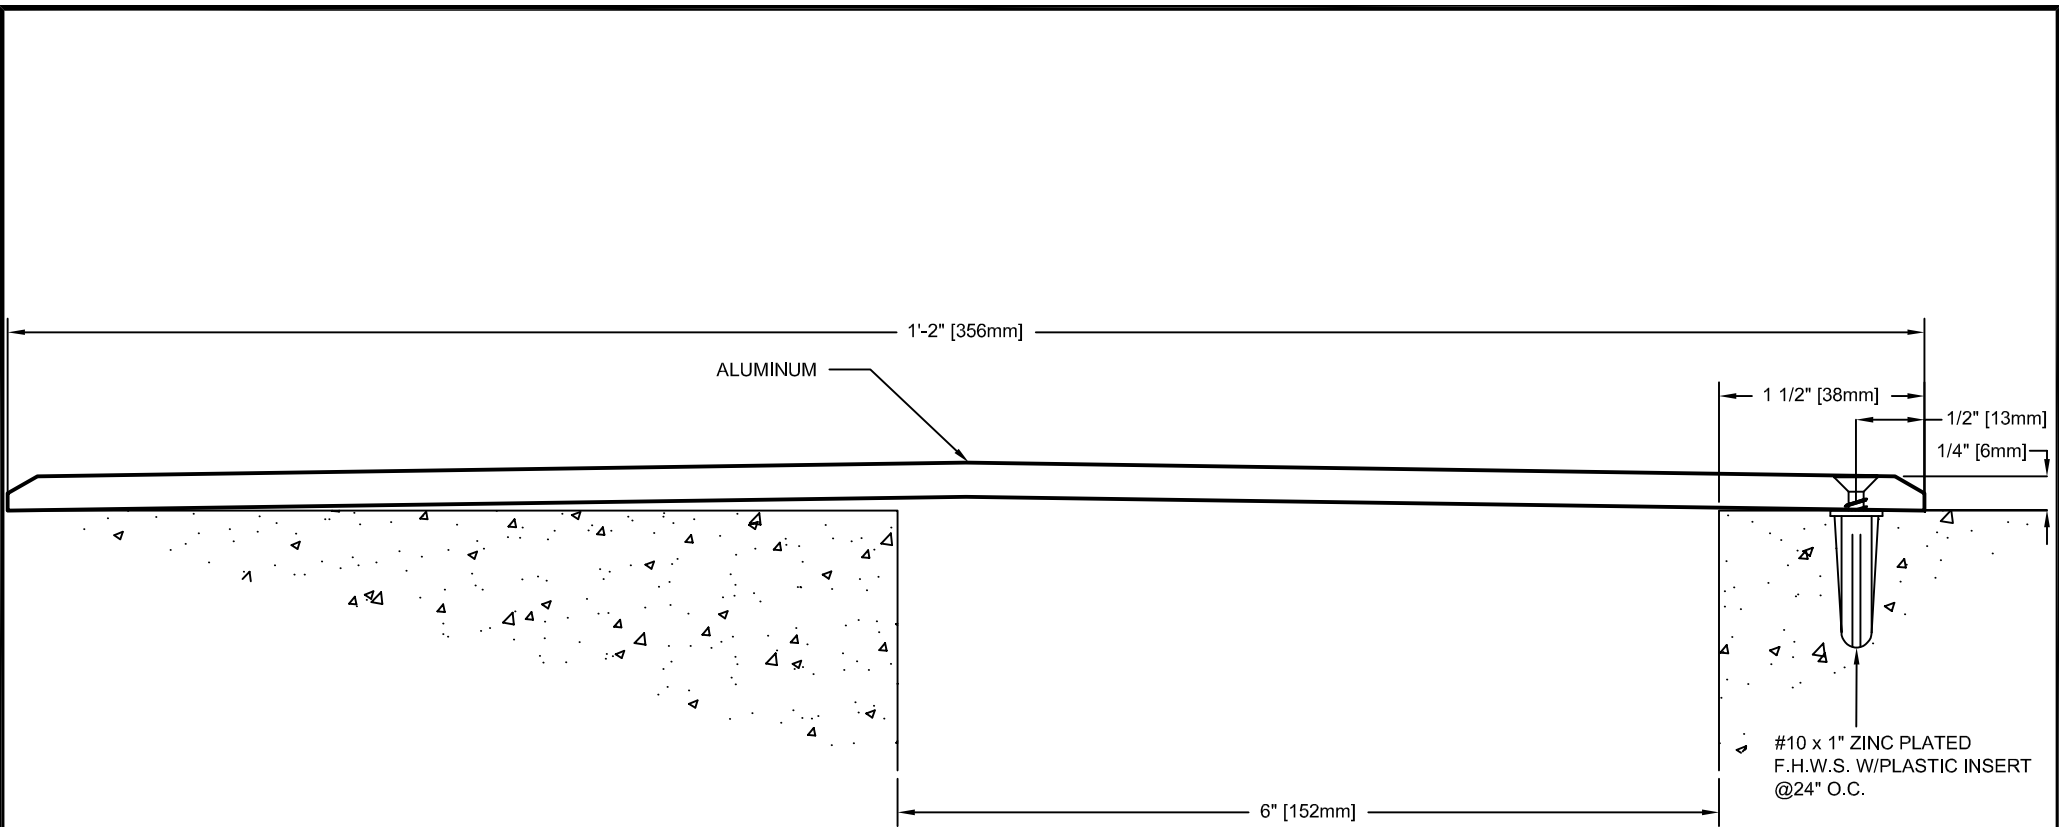 1'-2" [356mm]
ALUMINUM
1 1/2" [38mm]
1/2" [13mm]
1/4" [6mm]
#10 x 1" ZINC PLATED
F.H.W.S. W/PLASTIC INSERT
@24" O.C.
6" [152mm]